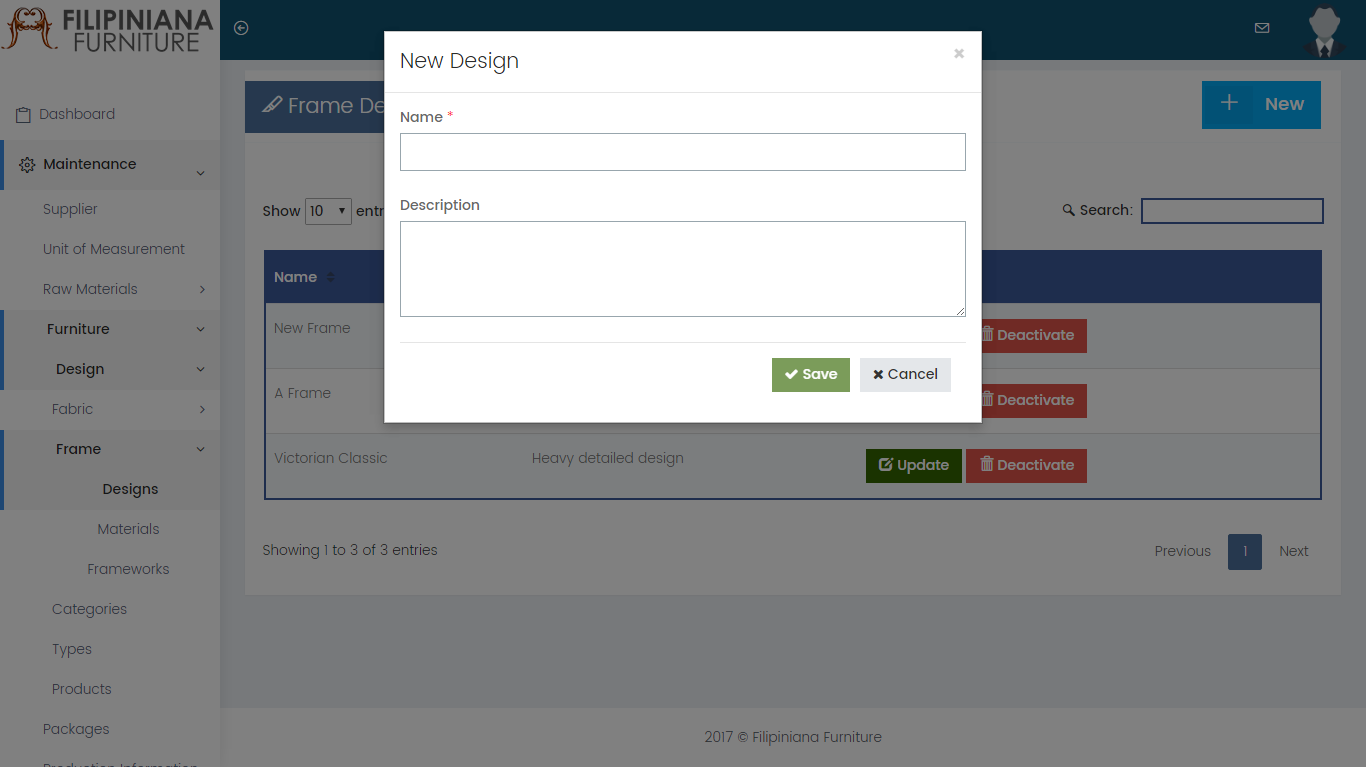 FILIPINIANA
FURNITURE
Dashboard
Maintenance
Supplier
Unit of Measurement
Raw Materials
Furniture
Design
Fabric
Frame
Designs
Materials
Frameworks
Categories
Types
Products
Packages
Production Information
New Design ×
Name *
Description
Save Cancel
Frame De
New
Show 10 entr
Search:
Name
New Frame Deactivate
A Frame Deactivate
Victorian Classic Heavy detailed design Update Deactivate
Showing 1 to 3 of 3 entries
Previous 1 Next
2017 © Filipiniana Furniture